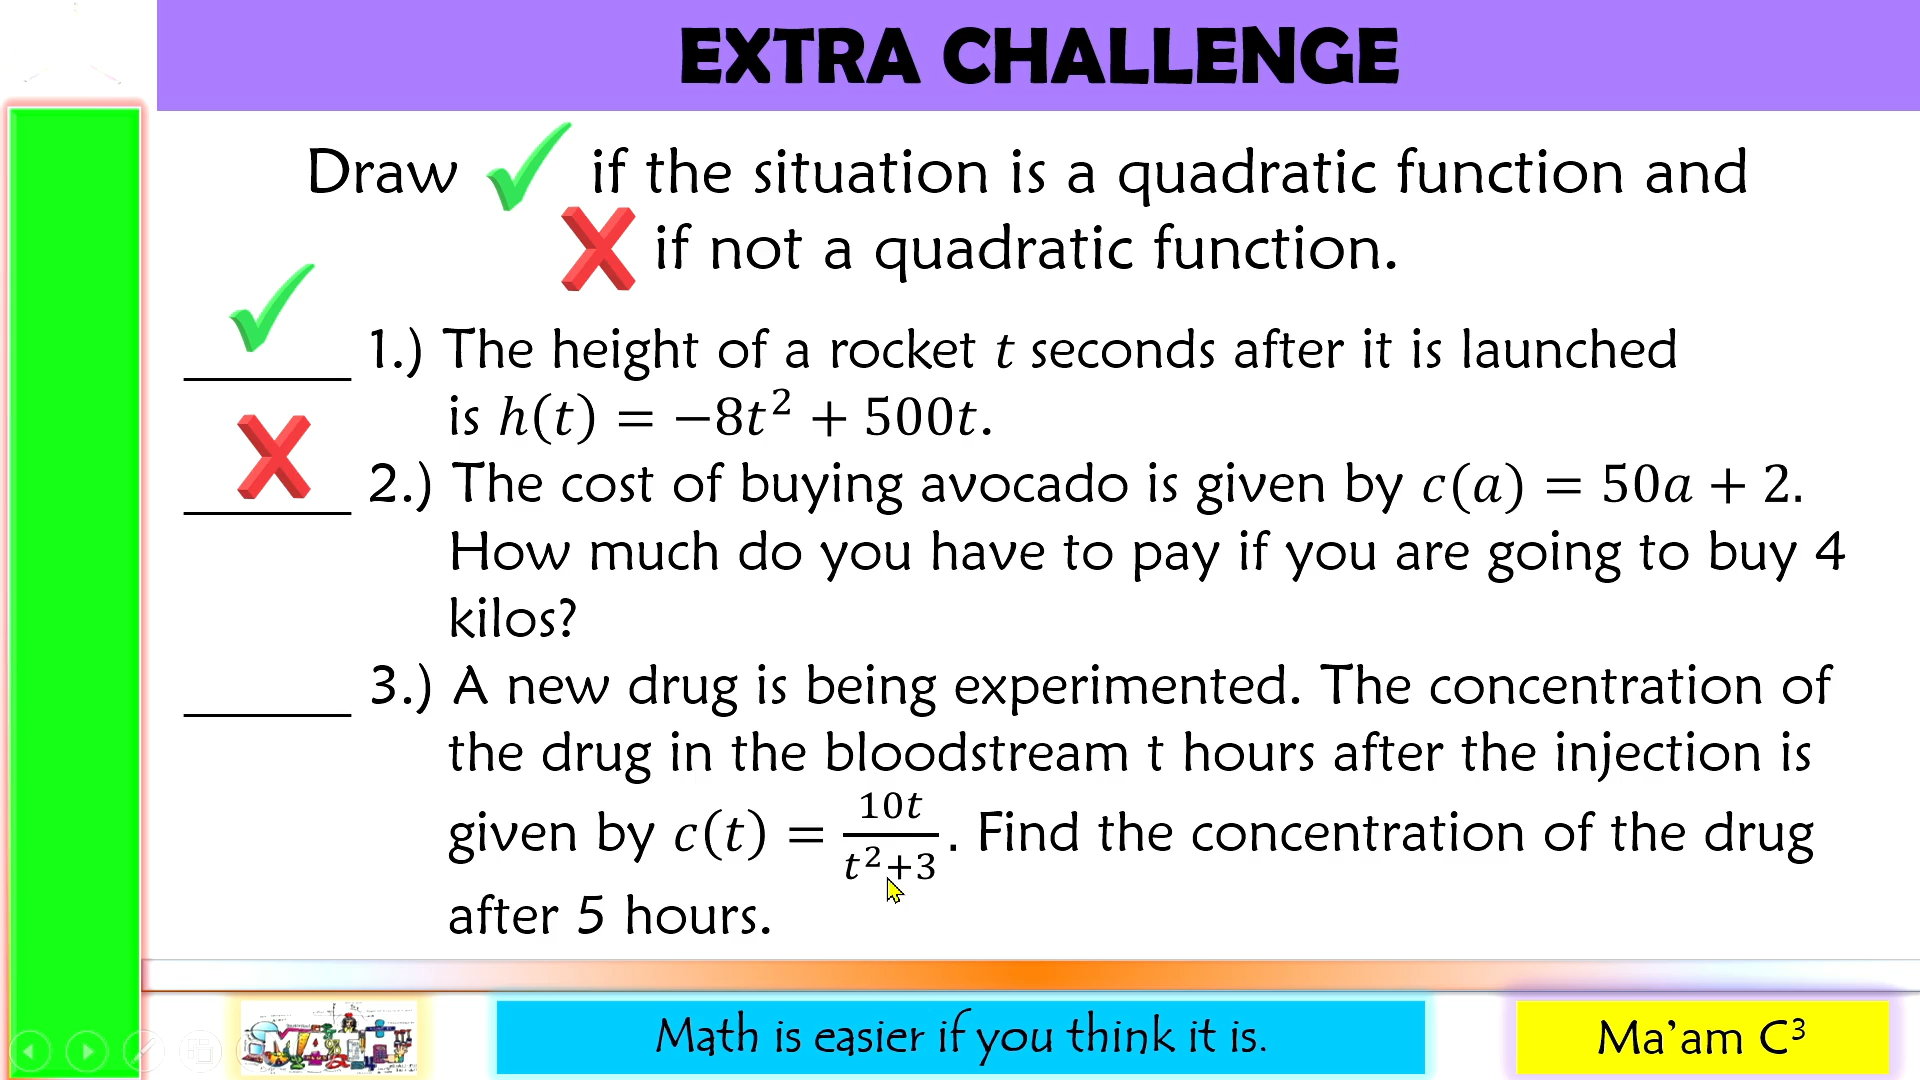 EXTRA CHALLENGE
Draw ✓ if the situation is a quadratic function and
✗ if not a quadratic function.
✓ 1.) The height of a rocket t seconds after it is launched
is h(t) = −8t² + 500t.
✗ 2.) The cost of buying avocado is given by c(a) = 50a + 2.
How much do you have to pay if you are going to buy 4
kilos?
______ 3.) A new drug is being experimented. The concentration of
the drug in the bloodstream t hours after the injection is
given by c(t) = 10t/(t²+3). Find the concentration of the drug
after 5 hours.
MATH
Math is easier if you think it is.
Ma'am C³